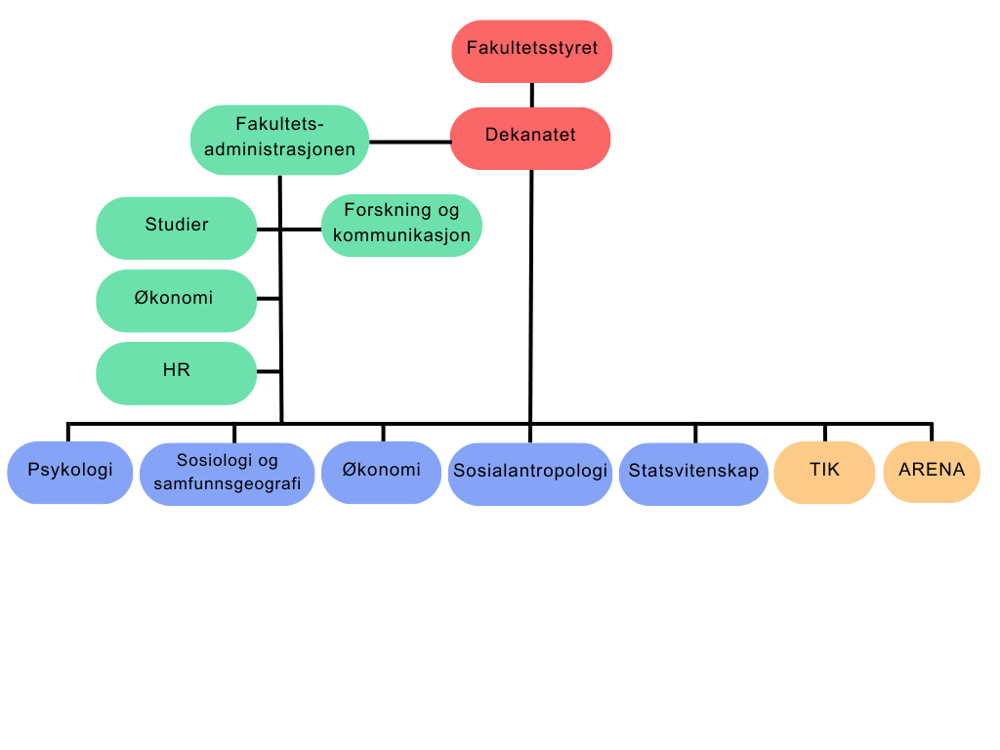 Fakultetsstyret
Fakultets-
administrasjonen
Dekanatet
Studier
Forskning og
kommunikasjon
Økonomi
HR
Psykologi
Sosiologi og
samfunnsgeografi
Økonomi
Sosialantropologi
Statsvitenskap
TIK
ARENA